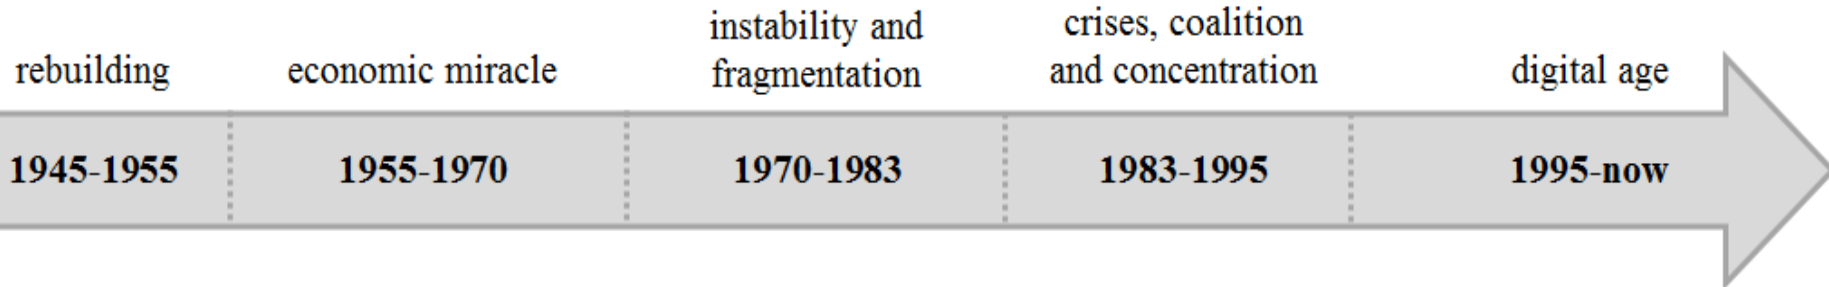 rebuilding
economic miracle
instability and
fragmentation
crises, coalition
and concentration
digital age
1945-1955
1955-1970
1970-1983
1983-1995
1995-now